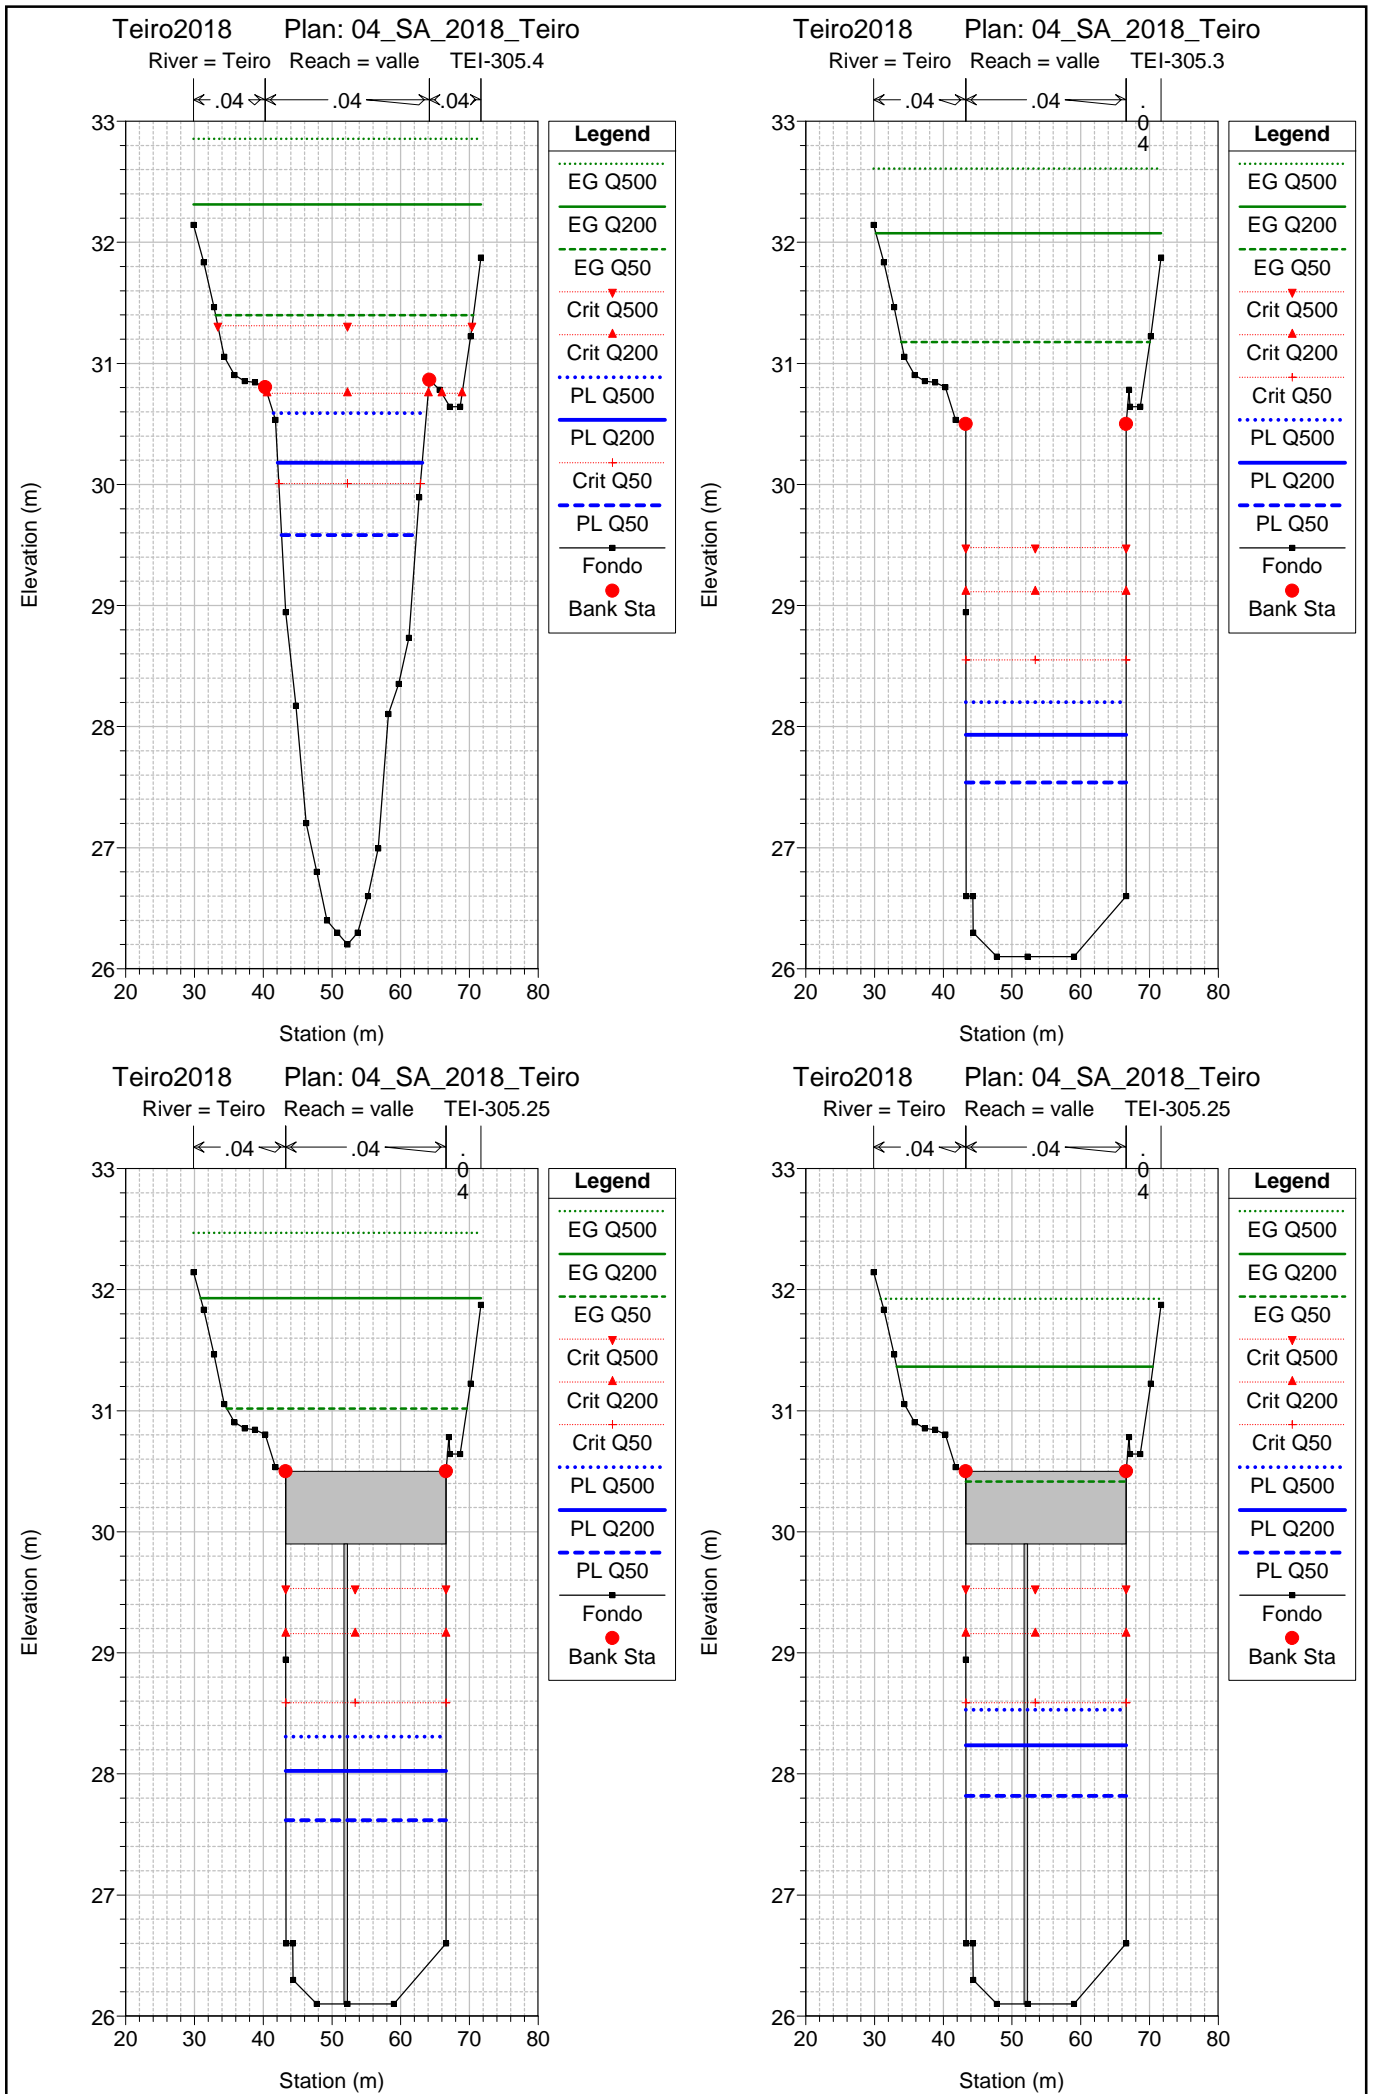 Teiro2018 Plan: 04_SA_2018_Teiro
River = Teiro Reach = valle TEI-305.4
.04 .04 .04
33
32
31
30
29
28
27
26
20 30 40 50 60 70 80
Station (m)
Elevation (m)
Legend
EG Q500
EG Q200
EG Q50
Crit Q500
Crit Q200
PL Q500
PL Q200
Crit Q50
PL Q50
Fondo
Bank Sta
Teiro2018 Plan: 04_SA_2018_Teiro
River = Teiro Reach = valle TEI-305.3
.04 .04 .04
33
32
31
30
29
28
27
26
20 30 40 50 60 70 80
Station (m)
Elevation (m)
Legend
EG Q500
EG Q200
EG Q50
Crit Q500
Crit Q200
Crit Q50
PL Q500
PL Q200
PL Q50
Fondo
Bank Sta
Teiro2018 Plan: 04_SA_2018_Teiro
River = Teiro Reach = valle TEI-305.25
.04 .04 .04
33
32
31
30
29
28
27
26
20 30 40 50 60 70 80
Station (m)
Elevation (m)
Legend
EG Q500
EG Q200
EG Q50
Crit Q500
Crit Q200
Crit Q50
PL Q500
PL Q200
PL Q50
Fondo
Bank Sta
Teiro2018 Plan: 04_SA_2018_Teiro
River = Teiro Reach = valle TEI-305.25
.04 .04 .04
33
32
31
30
29
28
27
26
20 30 40 50 60 70 80
Station (m)
Elevation (m)
Legend
EG Q500
EG Q200
EG Q50
Crit Q500
Crit Q200
Crit Q50
PL Q500
PL Q200
PL Q50
Fondo
Bank Sta